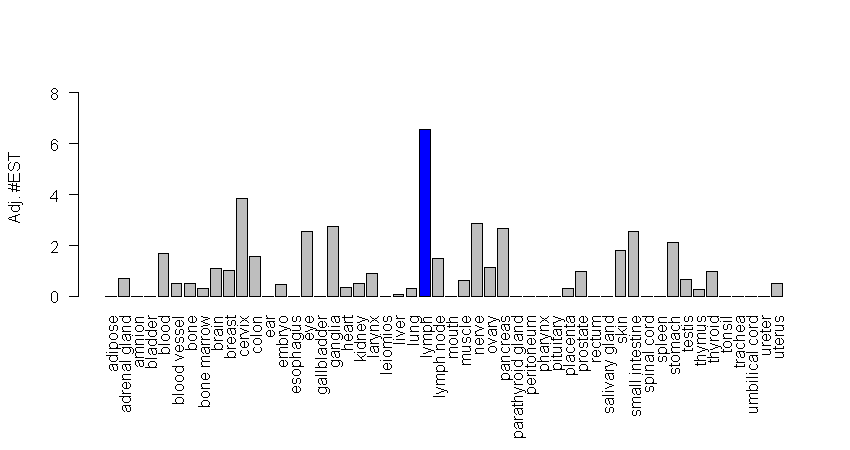 8
6
4
2
0
Adj. #EST
adipose
adrenal gland
amnion
bladder
blood
blood vessel
bone
bone marrow
brain
breast
cervix
colon
ear
embryo
esophagus
eye
gallbladder
ganglia
heart
kidney
larynx
leiomios
liver
lung
lymph
lymph node
mouth
muscle
nerve
ovary
pancreas
parathyroid gland
peritoneum
pharynx
pituitary
placenta
prostate
rectum
salivary gland
skin
small intestine
spinal cord
spleen
stomach
testis
thymus
thyroid
tonsil
trachea
umbilical cord
ureter
uterus